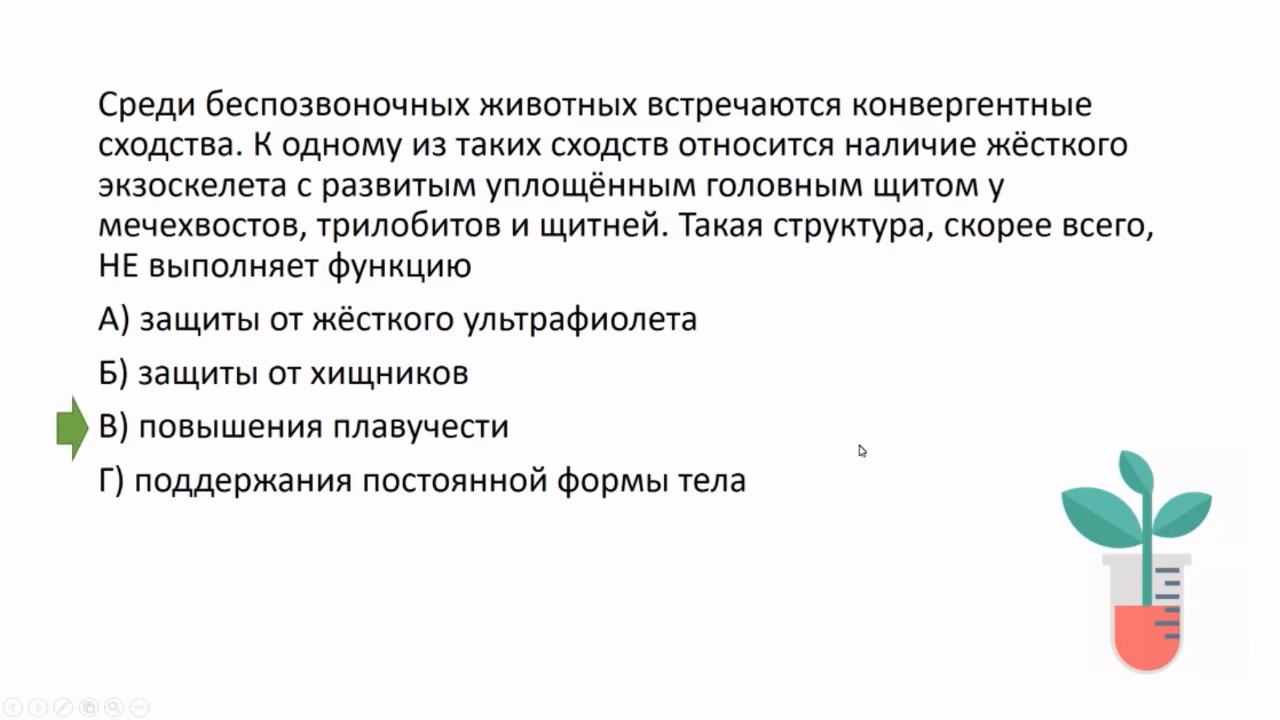 Среди беспозвоночных животных встречаются конвергентные
сходства. К одному из таких сходств относится наличие жёсткого
экзоскелета с развитым уплощённым головным щитом у
мечехвостов, трилобитов и щитней. Такая структура, скорее всего,
НЕ выполняет функцию
А) защиты от жёсткого ультрафиолета
Б) защиты от хищников
В) повышения плавучести
Г) поддержания постоянной формы тела